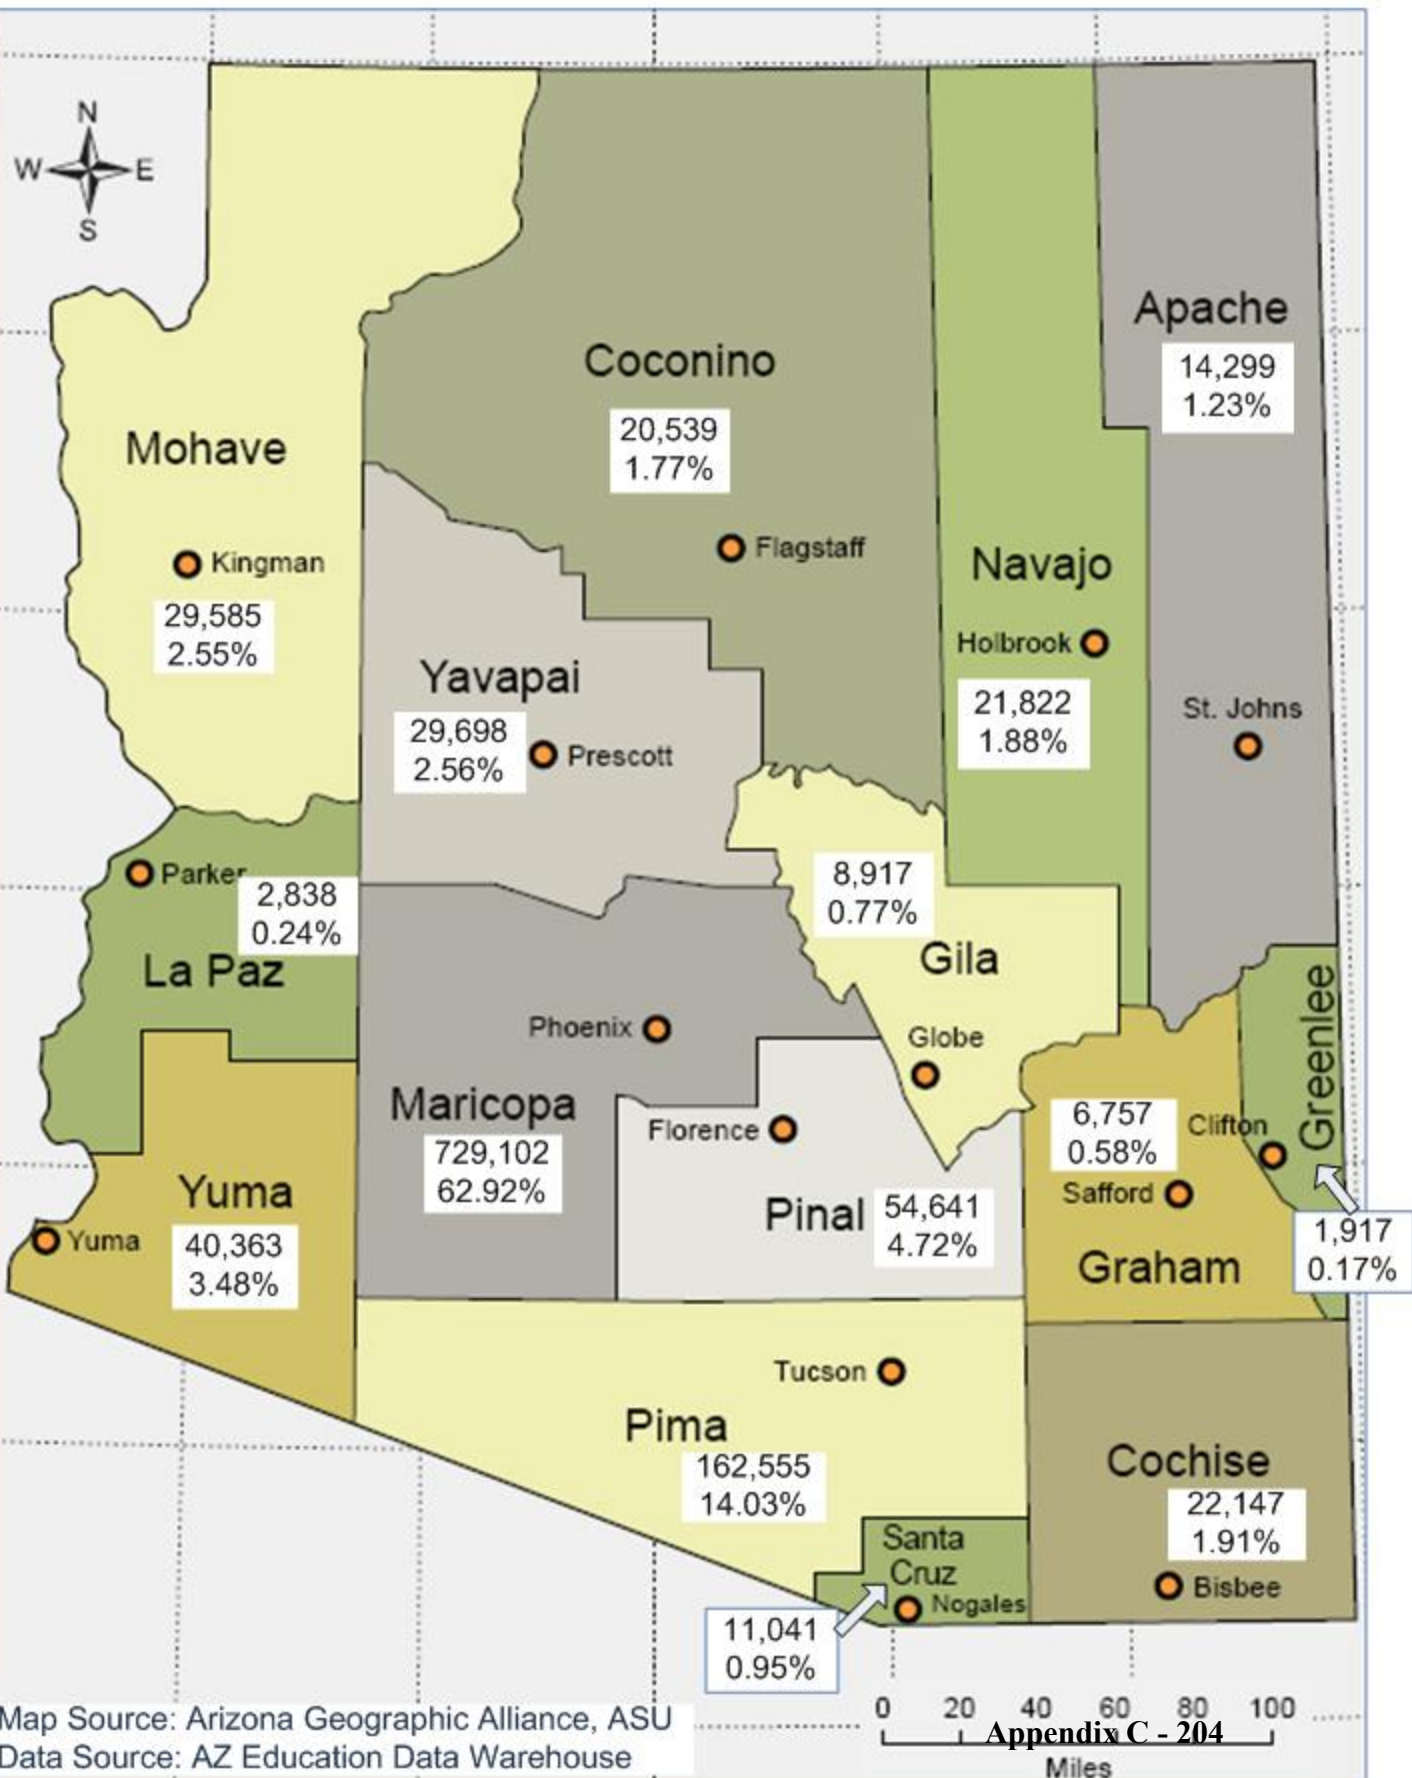 N
W E
S
Apache
14,299
1.23%
Coconino
20,539
1.77%
Mohave
Flagstaff
Kingman
Navajo
29,585
2.55%
Holbrook
Yavapai
21,822
1.88%
29,698
2.56%
Prescott
St. Johns
Parker
2,838
0.24%
La Paz
8,917
0.77%
Gila
Globe
Phoenix
Maricopa
729,102
62.92%
Florence
Pinal
54,641
4.72%
6,757
0.58%
Clifton
Safford
Graham
Greenlee
1,917
0.17%
Yuma
Yuma
40,363
3.48%
Tucson
Pima
162,555
14.03%
Cochise
22,147
1.91%
Bisbee
Santa
Cruz
Nogales
11,041
0.95%
0 20 40 60 80 100
Miles
Appendix C - 204
Map Source: Arizona Geographic Alliance, ASU
Data Source: AZ Education Data Warehouse